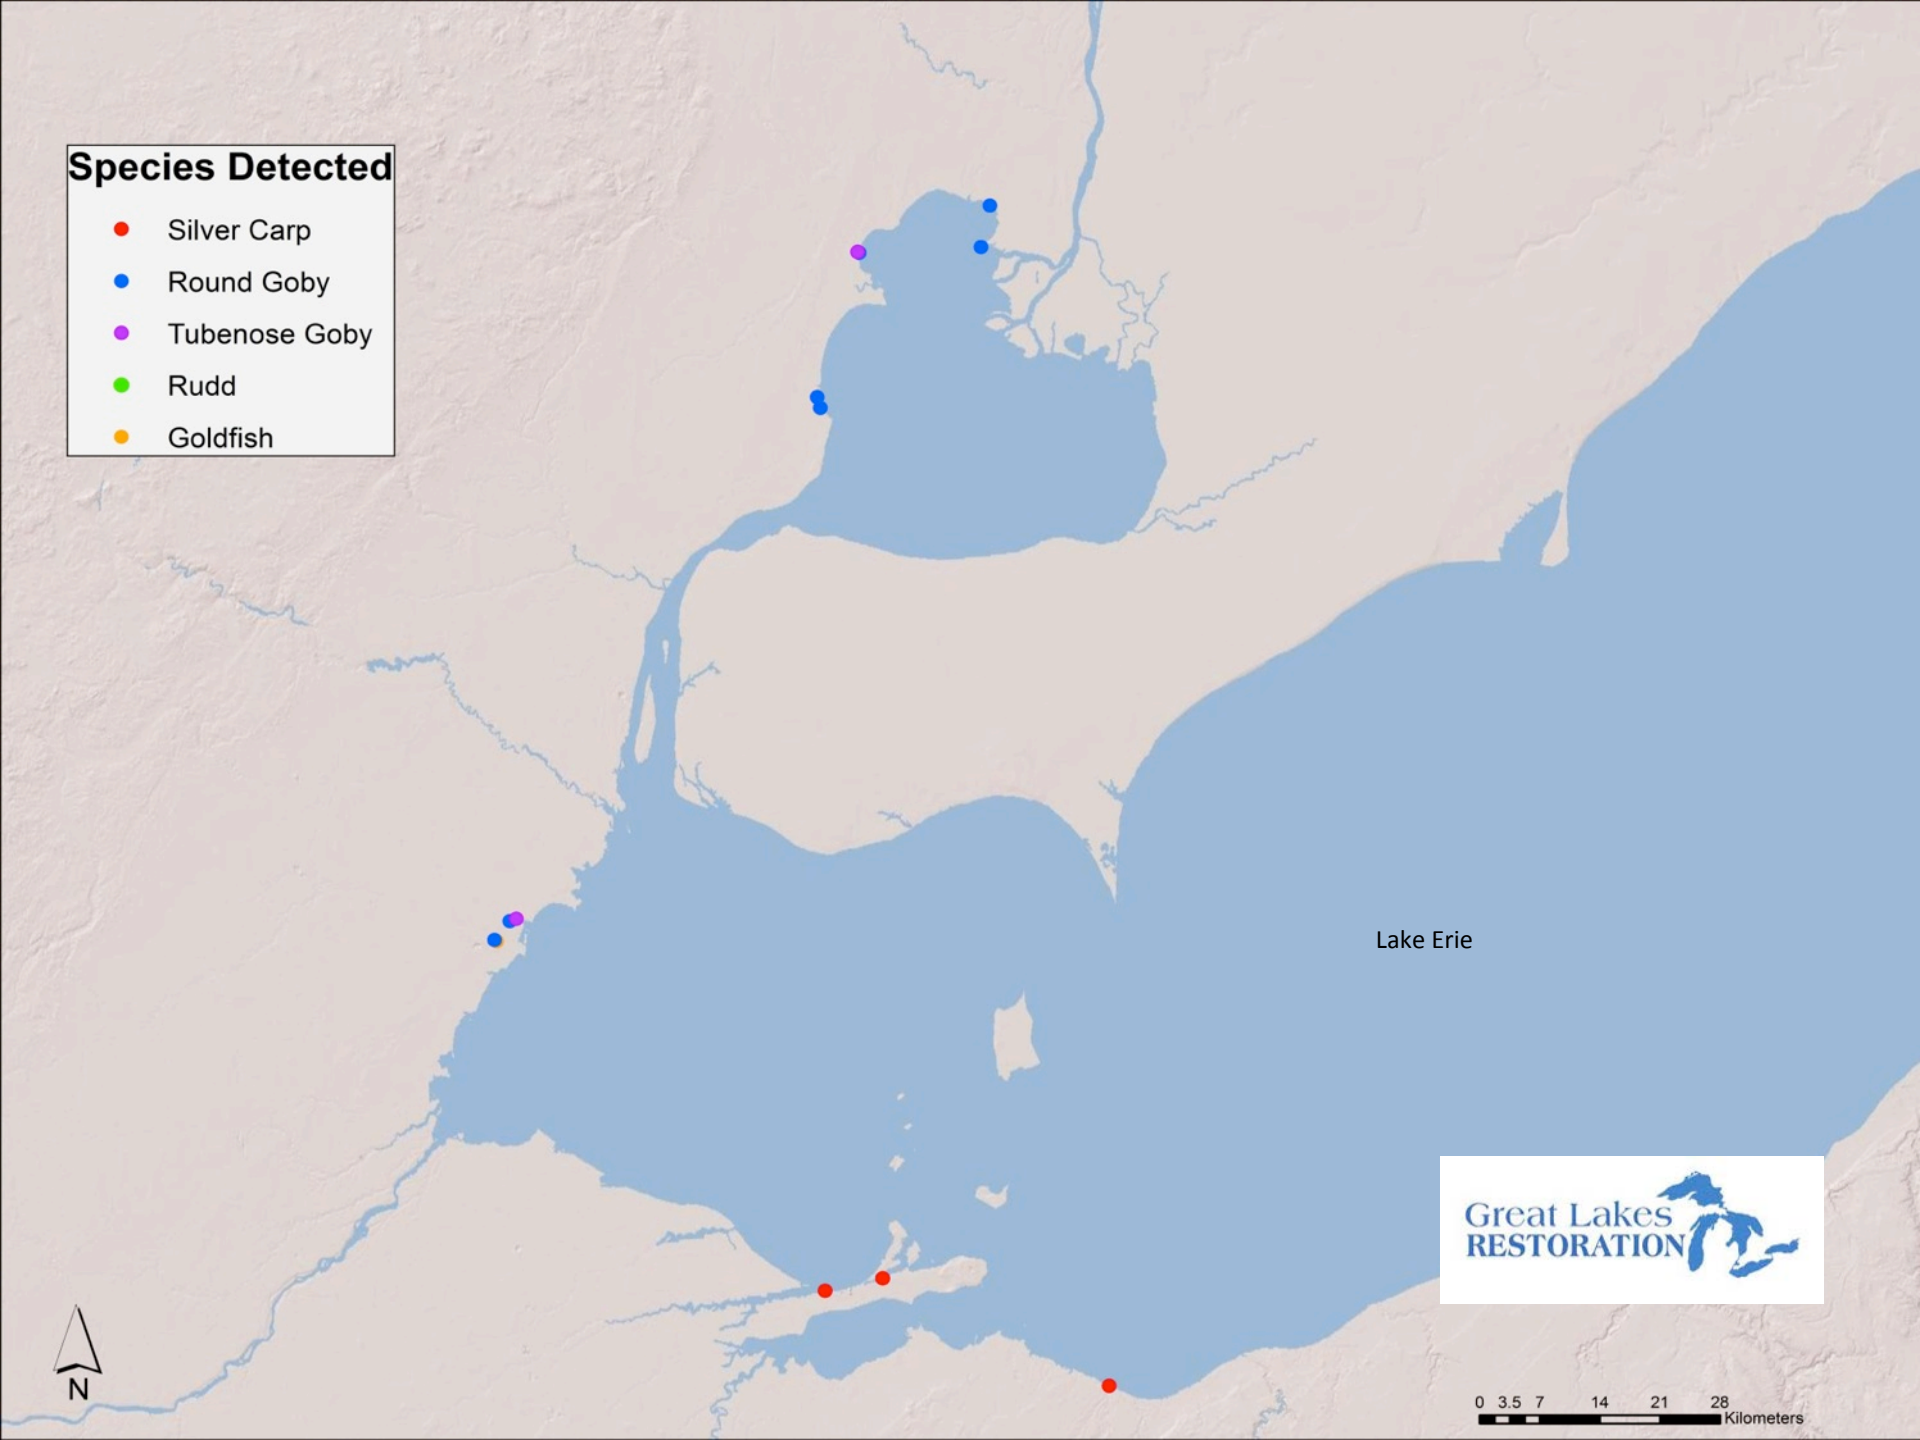 Species Detected
Silver Carp
Round Goby
Tubenose Goby
Rudd
Goldfish
Lake Erie
Great Lakes
RESTORATION
N
0 3.5 7 14 21 28
Kilometers